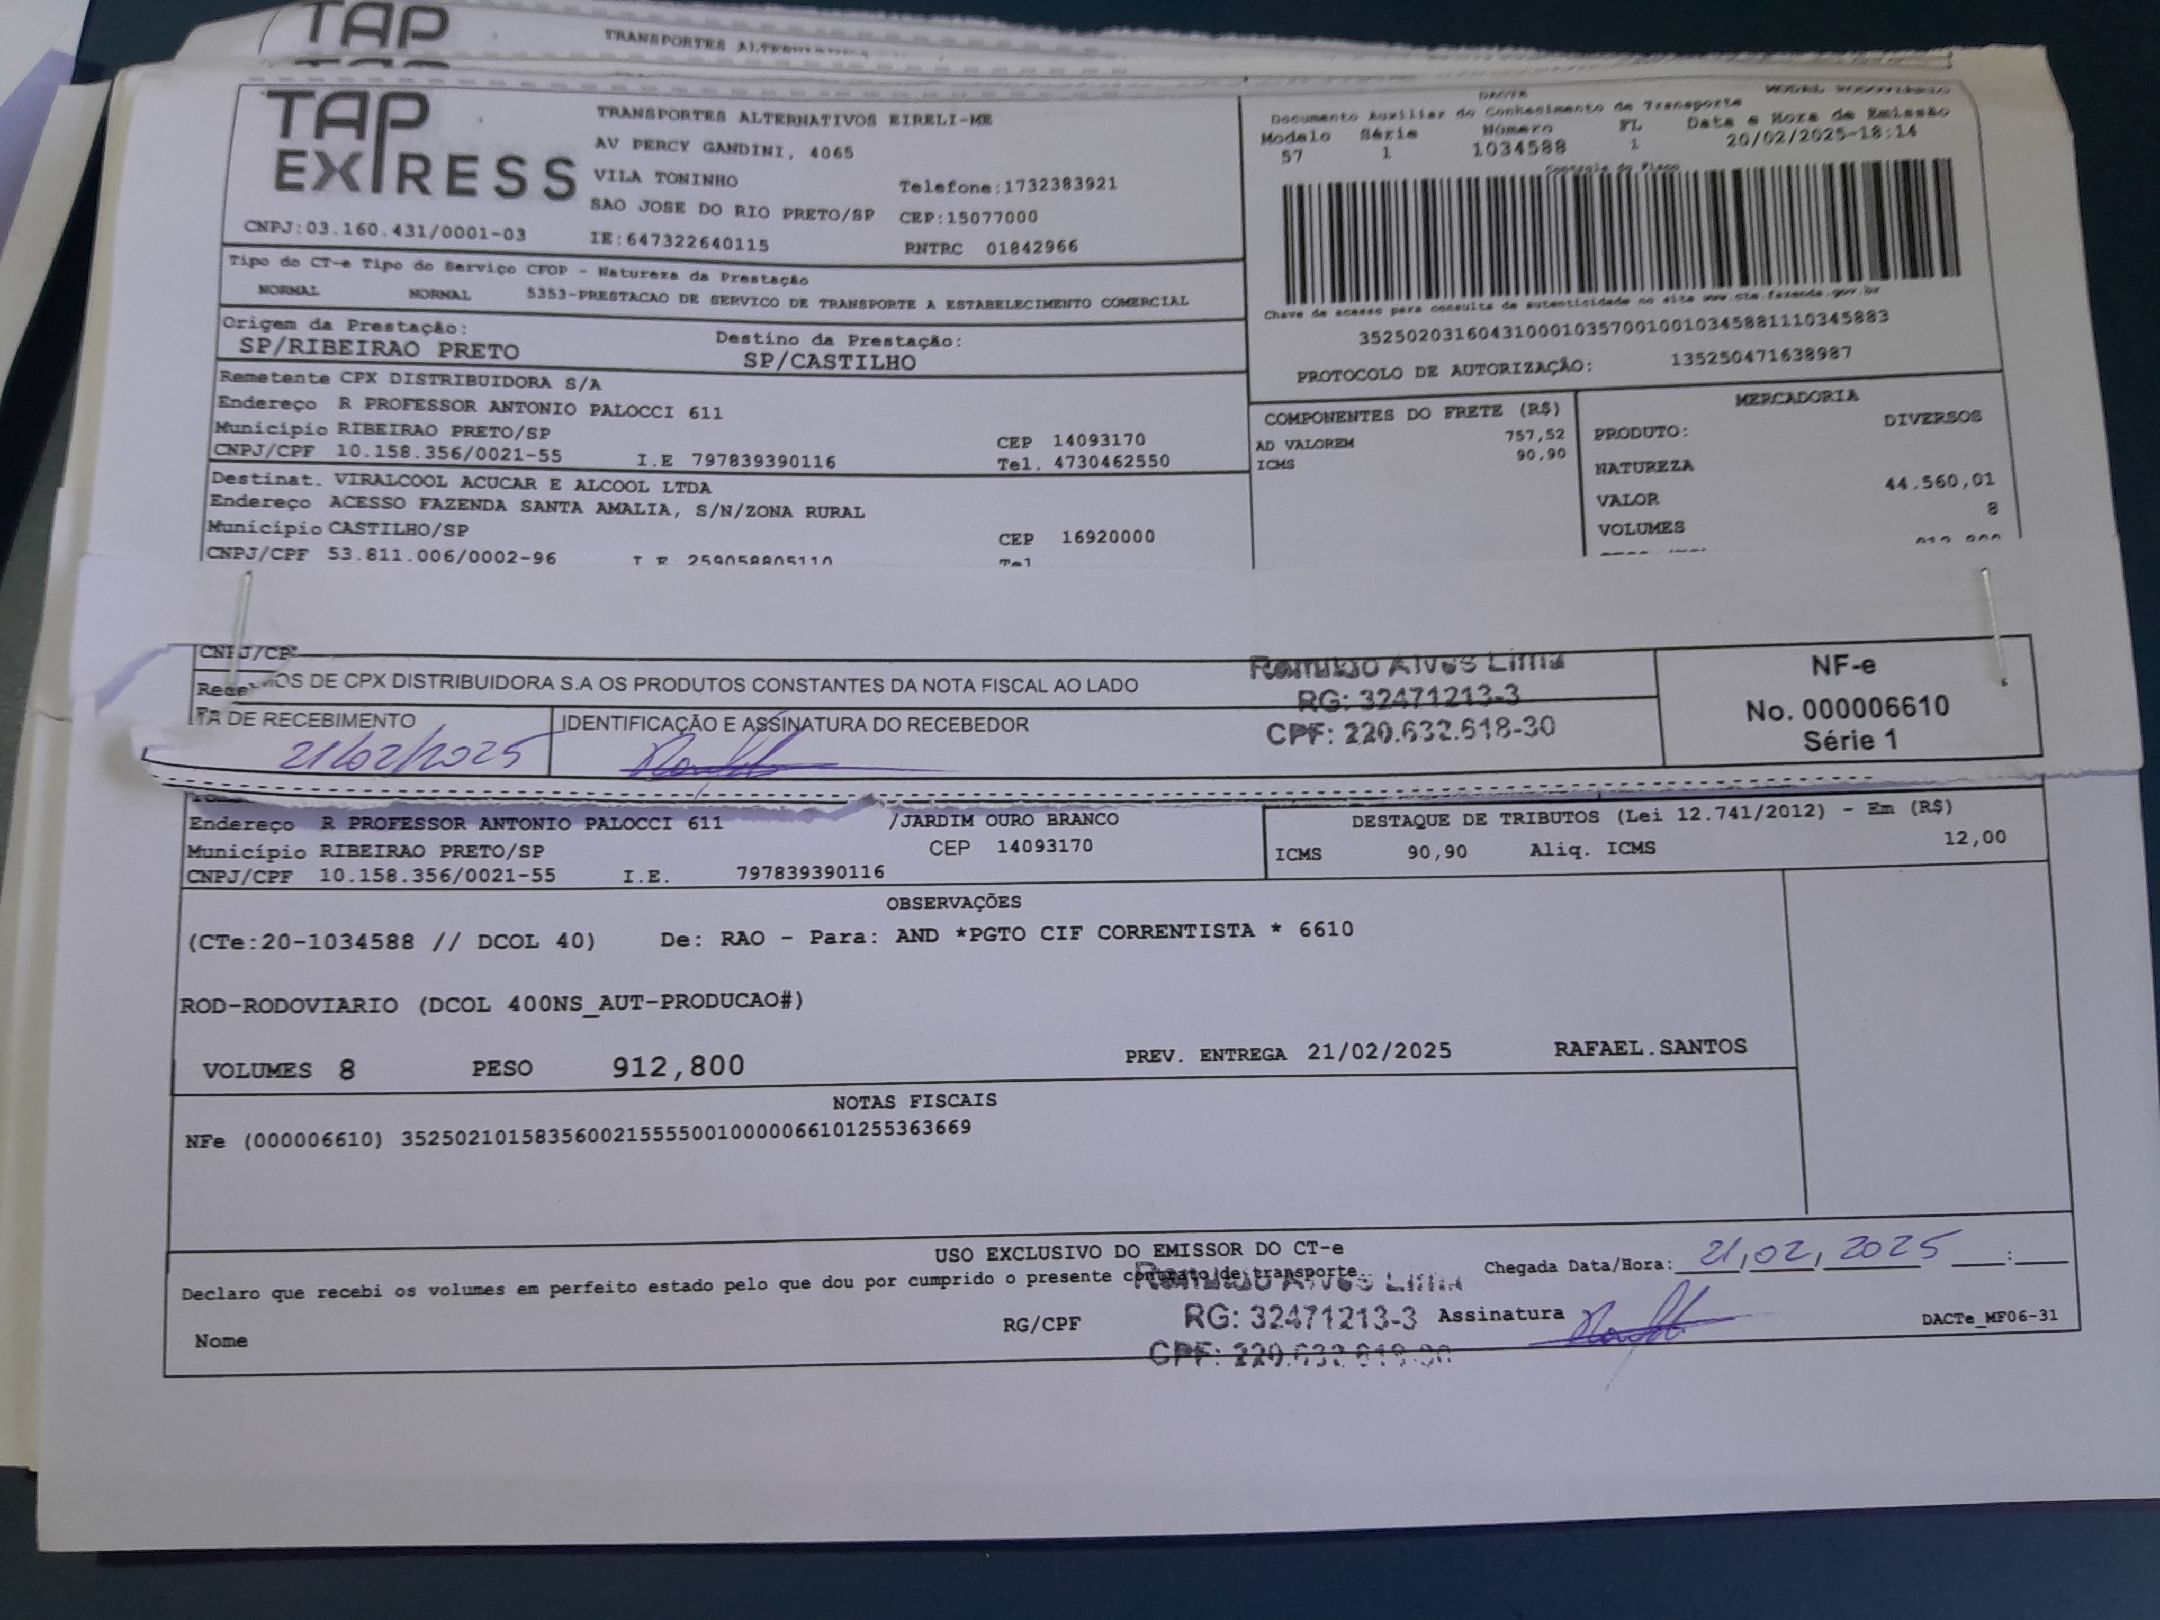 TAP
TRANSPORTES
TAP EXPRESS
TRANSPORTES ALTERNATIVOS EIRELI-ME
AV PERCY GANDINI, 4065
VILA TONINHO
Telefone:1732383921
SAO JOSE DO RIO PRETO/SP CEP:15077000
CNPJ:03.160.431/0001-03 IE:647322640115 RNTRC 01842966
DACTE
Documento Auxiliar do Conhecimento de Transporte
Modelo Série Número FL Data e Hora de Emissão
57 1 1034588 1 20/02/2025-18:14
Controle do Fisco
Chave de acesso para consulta de autenticidade no site www.cte.fazenda.gov.br
35250203160431000103570010010345881110345883
PROTOCOLO DE AUTORIZAÇÃO: 135250471638987
Tipo do CT-e Tipo do Serviço CFOP - Natureza da Prestação
NORMAL NORMAL 5353-PRESTACAO DE SERVICO DE TRANSPORTE A ESTABELECIMENTO COMERCIAL
Origem da Prestação: Destino da Prestação:
SP/RIBEIRAO PRETO SP/CASTILHO
Remetente CPX DISTRIBUIDORA S/A
Endereço R PROFESSOR ANTONIO PALOCCI 611
Município RIBEIRAO PRETO/SP CEP 14093170
CNPJ/CPF 10.158.356/0021-55 I.E 797839390116 Tel. 4730462550
Destinat. VIRALCOOL ACUCAR E ALCOOL LTDA
Endereço ACESSO FAZENDA SANTA AMALIA, S/N/ZONA RURAL
Município CASTILHO/SP CEP 16920000
CNPJ/CPF 53.811.006/0002-96 I E 259058805110 Tel
COMPONENTES DO FRETE (R$)
AD VALOREM 757,52
ICMS 90,90
MERCADORIA
PRODUTO: DIVERSOS
NATUREZA
VALOR 44.560,01
VOLUMES 8
CNPJ/CPF
OS DE CPX DISTRIBUIDORA S.A OS PRODUTOS CONSTANTES DA NOTA FISCAL AO LADO
TA DE RECEBIMENTO IDENTIFICAÇÃO E ASSINATURA DO RECEBEDOR
21/02/2025
Alves Lima
RG: 32471213-3
CPF: 220.632.618-30
NF-e
No. 000006610
Série 1
Endereço R PROFESSOR ANTONIO PALOCCI 611 /JARDIM OURO BRANCO
Município RIBEIRAO PRETO/SP CEP 14093170
CNPJ/CPF 10.158.356/0021-55 I.E. 797839390116
DESTAQUE DE TRIBUTOS (Lei 12.741/2012) - Em (R$)
ICMS 90,90 Aliq. ICMS 12,00
OBSERVAÇÕES
(CTe:20-1034588 // DCOL 40) De: RAO - Para: AND *PGTO CIF CORRENTISTA * 6610
ROD-RODOVIARIO (DCOL 400NS_AUT-PRODUCAO#)
VOLUMES 8 PESO 912,800 PREV. ENTREGA 21/02/2025 RAFAEL.SANTOS
NOTAS FISCAIS
NFe (000006610) 35250210158356002155550010000066101255363669
USO EXCLUSIVO DO EMISSOR DO CT-e
Declaro que recebi os volumes em perfeito estado pelo que dou por cumprido o presente contrato de transporte
Chegada Data/Hora: 21,02,2025 :
Alves Lima
Nome RG/CPF RG: 32471213-3 Assinatura
DACTe_MF06-31